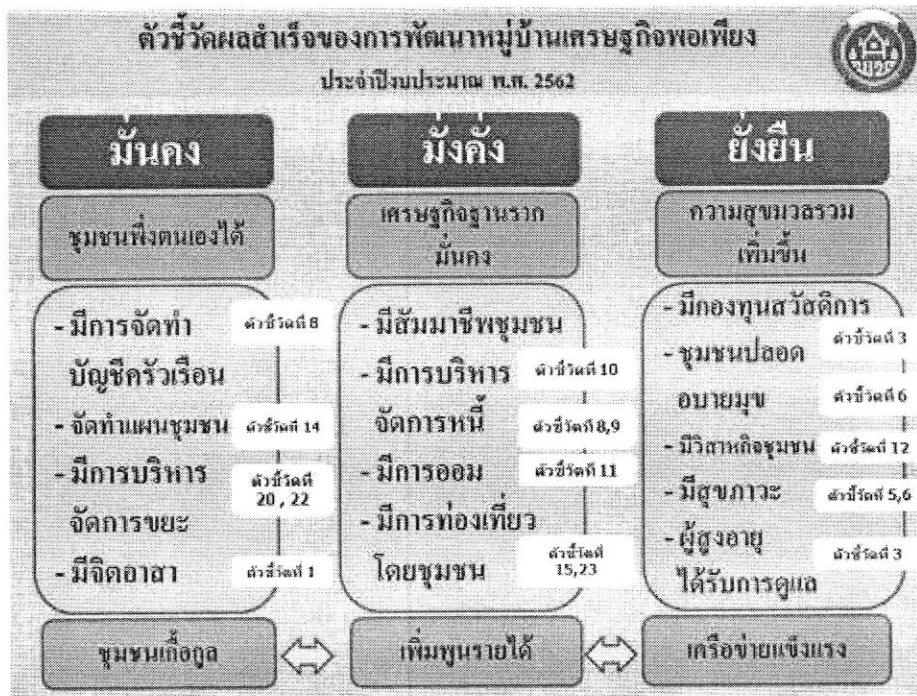 ตัวชี้วัดผลสำเร็จของการพัฒนาหมู่บ้านเศรษฐกิจพอเพียง
ประจำปีงบประมาณ พ.ศ. 2562
มั่นคง
ชุมชนพึ่งตนเองได้
- มีการจัดทำ ตัวชี้วัดที่ 8
บัญชีครัวเรือน
- จัดทำแผนชุมชน ตัวชี้วัดที่ 14
- มีการบริหาร ตัวชี้วัดที่
20 , 22
จัดการขยะ
- มีจิตอาสา ตัวชี้วัดที่ 1
ชุมชนเกื้อกูล
มั่งคั่ง
เศรษฐกิจฐานราก
มั่นคง
- มีสัมมาชีพชุมชน
- มีการบริหาร ตัวชี้วัดที่ 10
จัดการหนี้ ตัวชี้วัดที่ 8,9
- มีการออม ตัวชี้วัดที่ 11
- มีการท่องเที่ยว
โดยชุมชน ตัวชี้วัดที่
15,23
เพิ่มพูนรายได้
ยั่งยืน
ความสุขมวลรวม
เพิ่มขึ้น
- มีกองทุนสวัสดิการ
ตัวชี้วัดที่ 3
- ชุมชนปลอด
อบายมุข ตัวชี้วัดที่ 6
- มีวิสาหกิจชุมชน ตัวชี้วัดที่ 12
- มีสุขภาวะ ตัวชี้วัดที่ 5,6
- ผู้สูงอายุ ตัวชี้วัดที่ 3
ได้รับการดูแล
เครือข่ายแข็งแรง